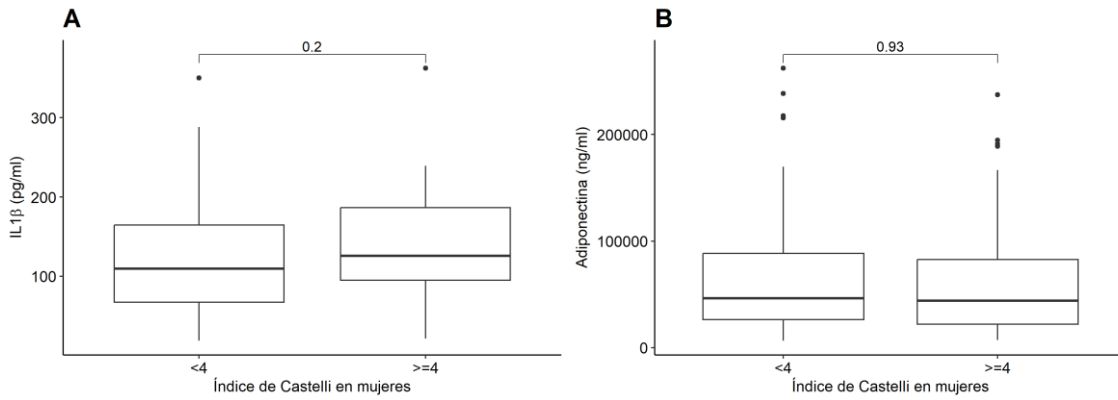 A
0.2
300
200
100
IL1β (pg/ml)
<4
>=4
Índice de Castelli en mujeres
B
0.93
200000
100000
0
Adiponectina (ng/ml)
<4
>=4
Índice de Castelli en mujeres